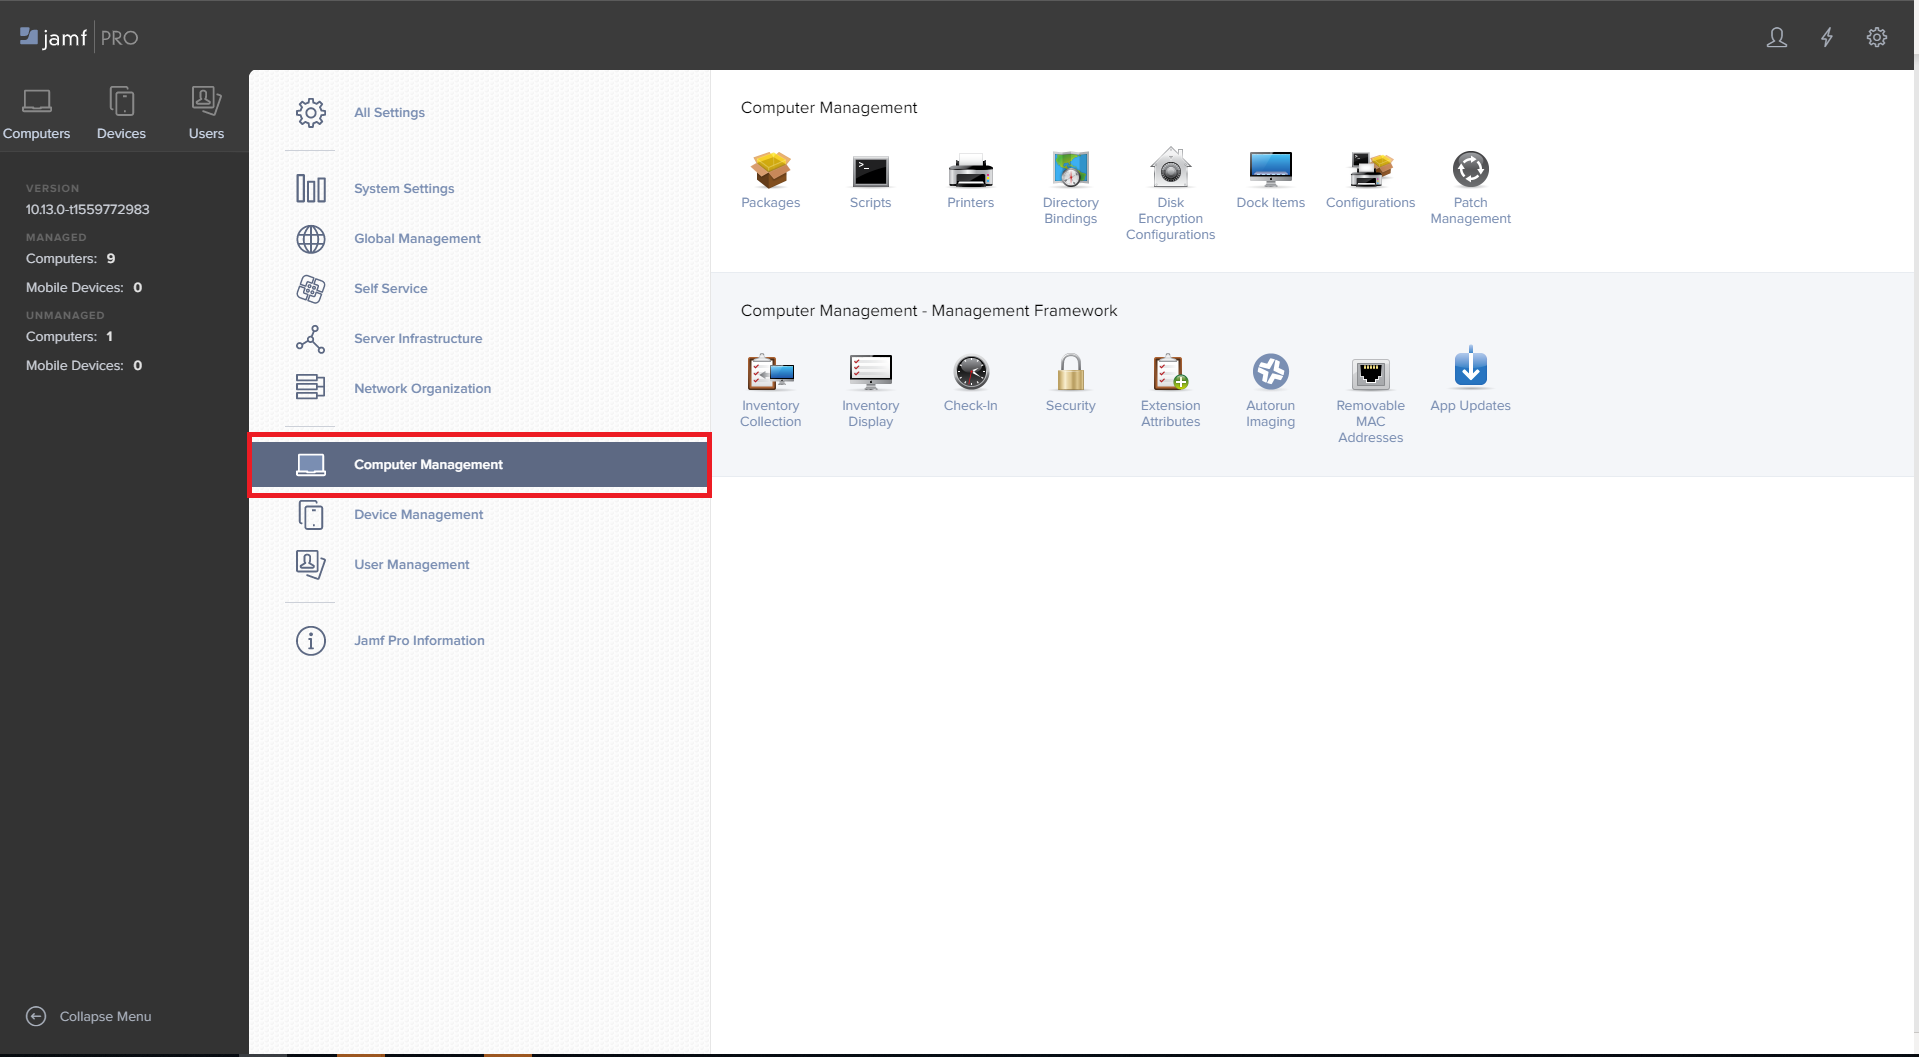 jamf PRO
Computers
Devices
Users
VERSION
10.13.0-t1559772983
MANAGED
Computers: 9
Mobile Devices: 0
UNMANAGED
Computers: 1
Mobile Devices: 0
Collapse Menu
All Settings
System Settings
Global Management
Self Service
Server Infrastructure
Network Organization
Computer Management
Device Management
User Management
Jamf Pro Information
Computer Management
Packages
Scripts
Printers
Directory
Bindings
Disk
Encryption
Configurations
Dock Items
Configurations
Patch
Management
Computer Management - Management Framework
Inventory
Collection
Inventory
Display
Check-In
Security
Extension
Attributes
Autorun
Imaging
Removable
MAC
Addresses
App Updates